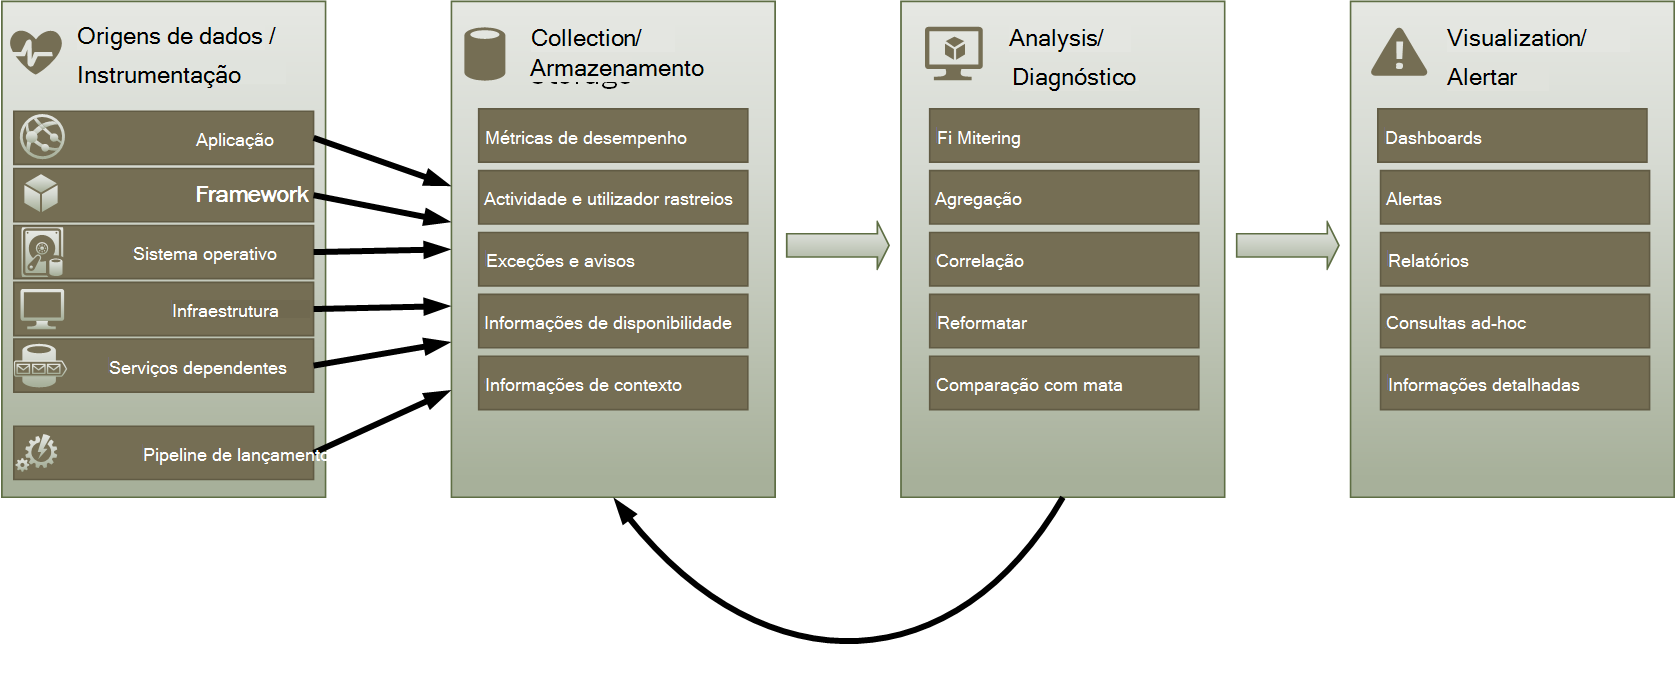 Origens de dados /
Instrumentação
Aplicação
Framework
Sistema operativo
Infraestrutura
Serviços dependentes
Pipeline de lançamento
Collection/
Armazenamento
Métricas de desempenho
Actividade e utilizador rastreios
Exceções e avisos
Informações de disponibilidade
Informações de contexto
Analysis/
Diagnóstico
Fi Mitering
Agregação
Correlação
Reformatar
Comparação com mata
Visualization/
Alertar
Dashboards
Alertas
Relatórios
Consultas ad-hoc
Informações detalhadas